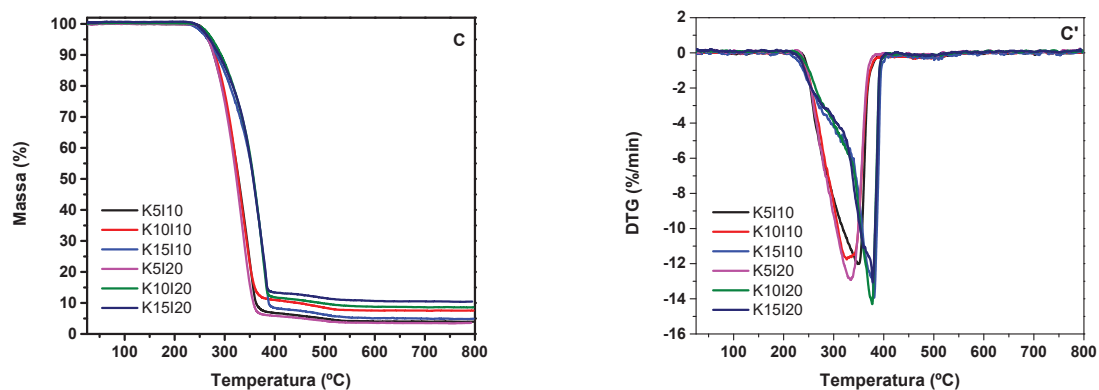 C
100
90
80
70
60
50
40
30
20
10
0
Massa (%)
K5I10
K10I10
K15I10
K5I20
K10I20
K15I20
100 200 300 400 500 600 700 800
Temperatura (ºC)
C'
2
0
-2
-4
-6
-8
-10
-12
-14
-16
DTG (%/min)
K5I10
K10I10
K15I10
K5I20
K10I20
K15I20
100 200 300 400 500 600 700 800
Temperatura (ºC)